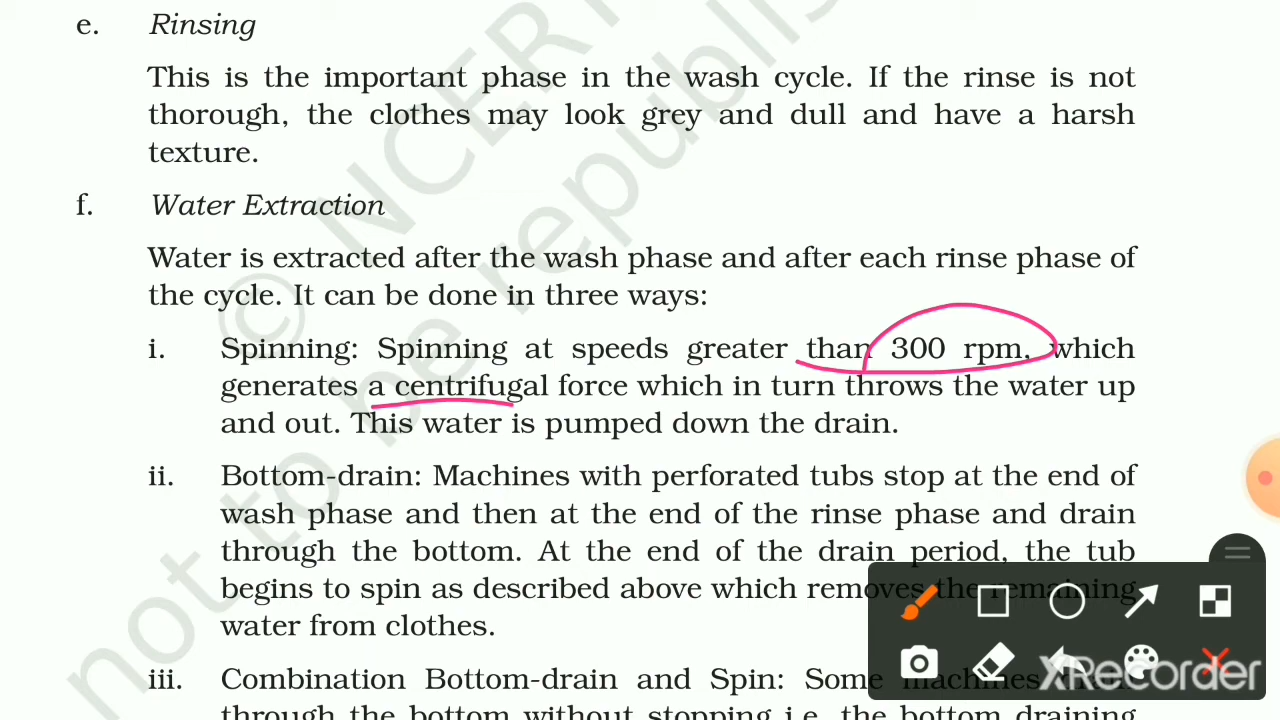 e. Rinsing
This is the important phase in the wash cycle. If the rinse is not
thorough, the clothes may look grey and dull and have a harsh
texture.
f. Water Extraction
Water is extracted after the wash phase and after each rinse phase of
the cycle. It can be done in three ways:
i. Spinning: Spinning at speeds greater than 300 rpm, which
generates a centrifugal force which in turn throws the water up
and out. This water is pumped down the drain.
ii. Bottom-drain: Machines with perforated tubs stop at the end of
wash phase and then at the end of the rinse phase and drain
through the bottom. At the end of the drain period, the tub
begins to spin as described above which removes the remaining
water from clothes.
iii. Combination Bottom-drain and Spin: Some machines
through the bottom without stopping i.e. the bottom draining
© NCERT
not to be republis
XRecorder